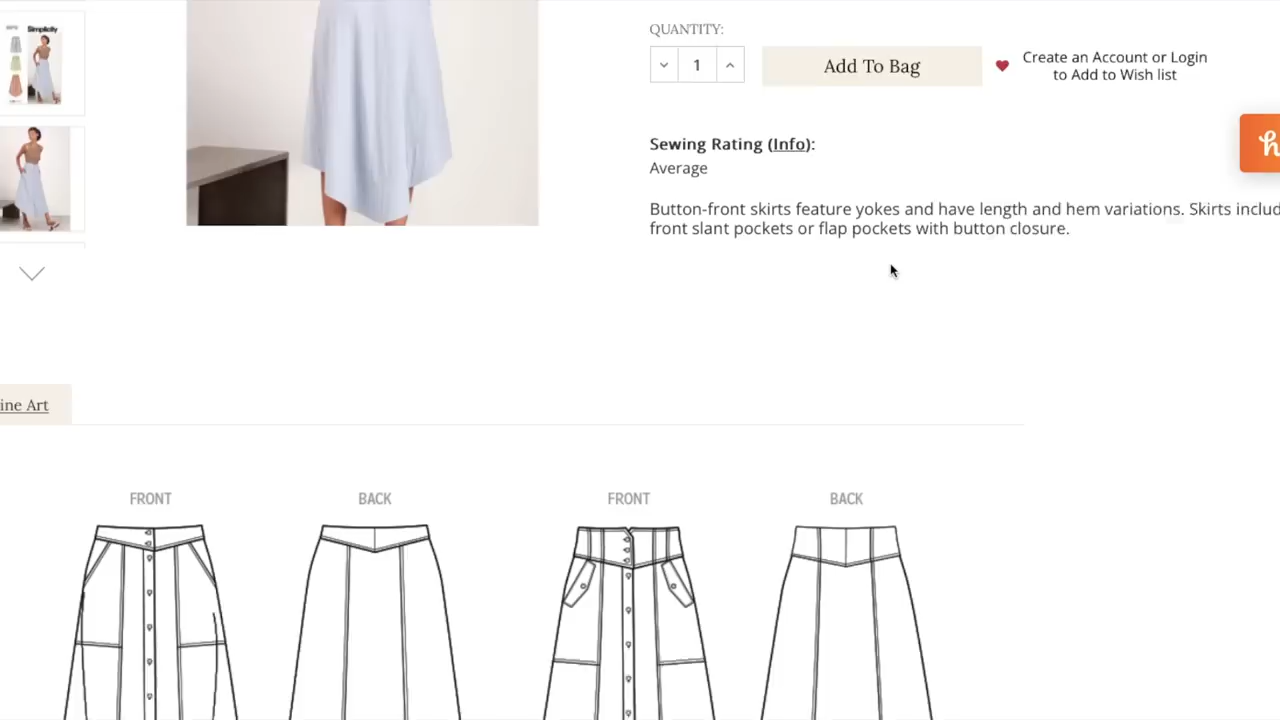 Simplicity
QUANTITY:
1
Add To Bag
Create an Account or Login
to Add to Wish list
h
Sewing Rating (Info):
Average
Button-front skirts feature yokes and have length and hem variations. Skirts includ
front slant pockets or flap pockets with button closure.
ine Art
FRONT
BACK
FRONT
BACK